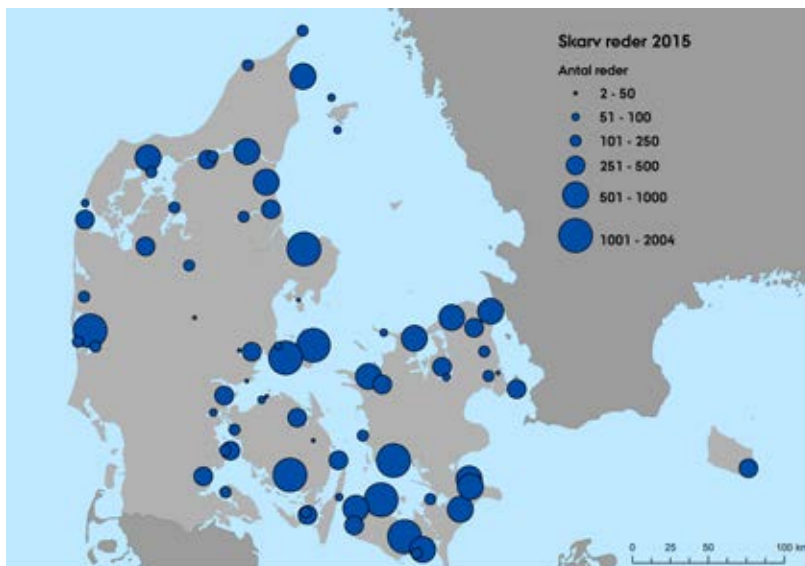 Skarv reder 2015
Antal reder
2 - 50
51 - 100
101 - 250
251 - 500
501 - 1000
1001 - 2004
0 25 50 100 km